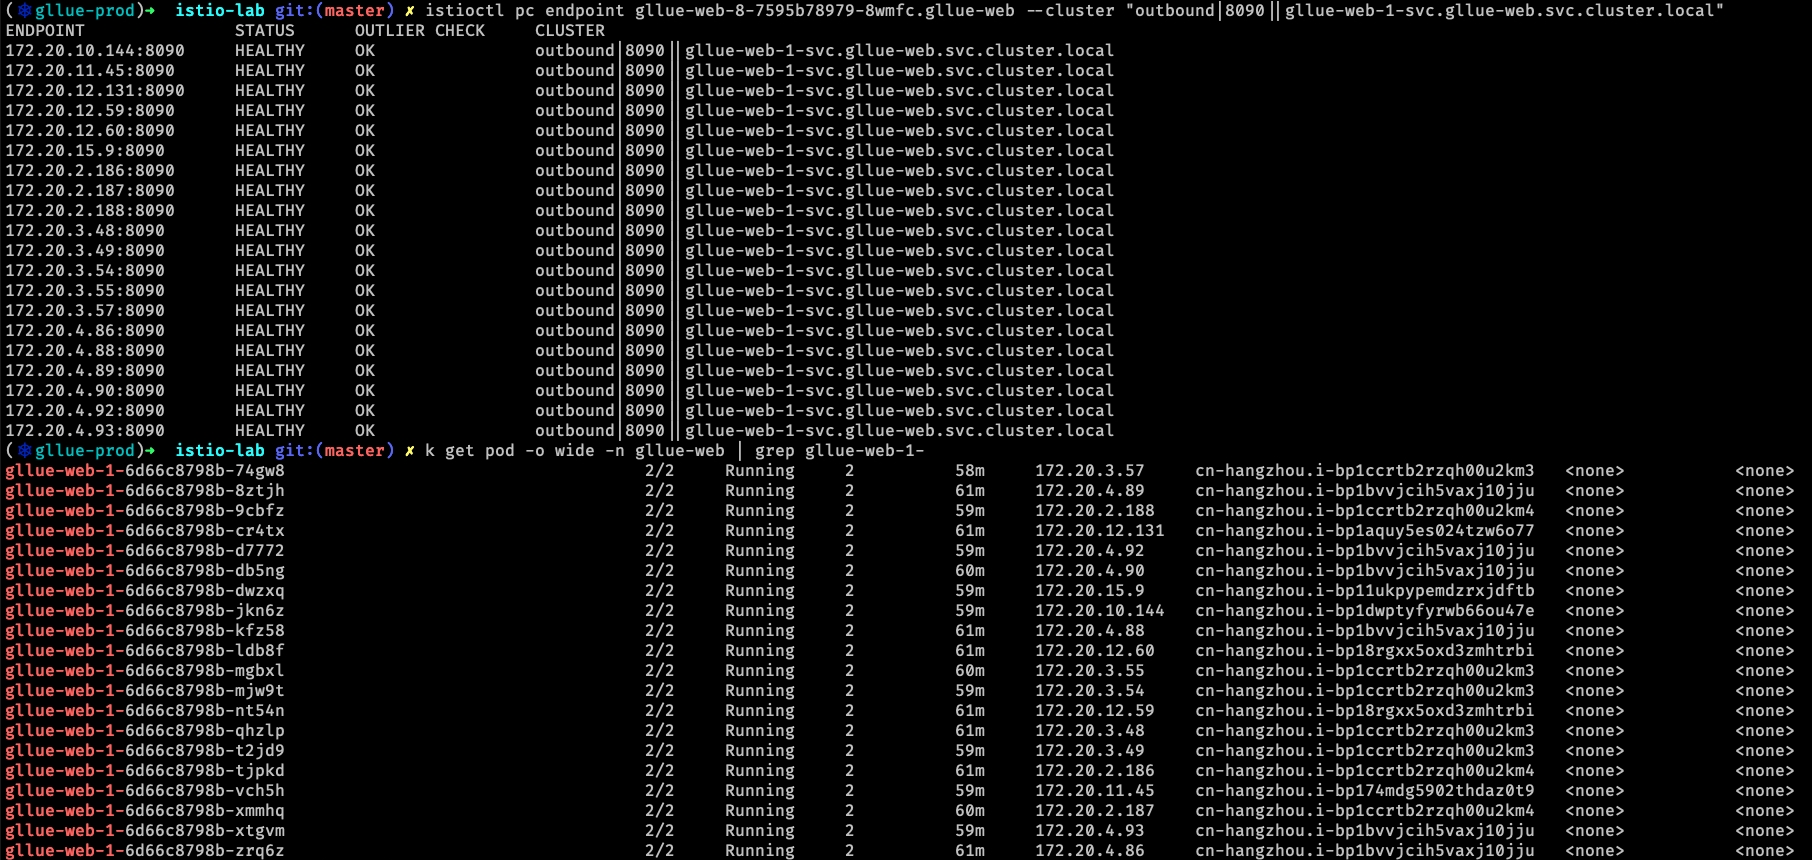 (⎈gllue-prod)➜  istio-lab git:(master) ✗ istioctl pc endpoint gllue-web-8-7595b78979-8wmfc.gllue-web --cluster "outbound|8090||gllue-web-1-svc.gllue-web.svc.cluster.local"
ENDPOINT STATUS OUTLIER CHECK CLUSTER
172.20.10.144:8090 HEALTHY OK outbound|8090||gllue-web-1-svc.gllue-web.svc.cluster.local
172.20.11.45:8090 HEALTHY OK outbound|8090||gllue-web-1-svc.gllue-web.svc.cluster.local
172.20.12.131:8090 HEALTHY OK outbound|8090||gllue-web-1-svc.gllue-web.svc.cluster.local
172.20.12.59:8090 HEALTHY OK outbound|8090||gllue-web-1-svc.gllue-web.svc.cluster.local
172.20.12.60:8090 HEALTHY OK outbound|8090||gllue-web-1-svc.gllue-web.svc.cluster.local
172.20.15.9:8090 HEALTHY OK outbound|8090||gllue-web-1-svc.gllue-web.svc.cluster.local
172.20.2.186:8090 HEALTHY OK outbound|8090||gllue-web-1-svc.gllue-web.svc.cluster.local
172.20.2.187:8090 HEALTHY OK outbound|8090||gllue-web-1-svc.gllue-web.svc.cluster.local
172.20.2.188:8090 HEALTHY OK outbound|8090||gllue-web-1-svc.gllue-web.svc.cluster.local
172.20.3.48:8090 HEALTHY OK outbound|8090||gllue-web-1-svc.gllue-web.svc.cluster.local
172.20.3.49:8090 HEALTHY OK outbound|8090||gllue-web-1-svc.gllue-web.svc.cluster.local
172.20.3.54:8090 HEALTHY OK outbound|8090||gllue-web-1-svc.gllue-web.svc.cluster.local
172.20.3.55:8090 HEALTHY OK outbound|8090||gllue-web-1-svc.gllue-web.svc.cluster.local
172.20.3.57:8090 HEALTHY OK outbound|8090||gllue-web-1-svc.gllue-web.svc.cluster.local
172.20.4.86:8090 HEALTHY OK outbound|8090||gllue-web-1-svc.gllue-web.svc.cluster.local
172.20.4.88:8090 HEALTHY OK outbound|8090||gllue-web-1-svc.gllue-web.svc.cluster.local
172.20.4.89:8090 HEALTHY OK outbound|8090||gllue-web-1-svc.gllue-web.svc.cluster.local
172.20.4.90:8090 HEALTHY OK outbound|8090||gllue-web-1-svc.gllue-web.svc.cluster.local
172.20.4.92:8090 HEALTHY OK outbound|8090||gllue-web-1-svc.gllue-web.svc.cluster.local
172.20.4.93:8090 HEALTHY OK outbound|8090||gllue-web-1-svc.gllue-web.svc.cluster.local
(⎈gllue-prod)➜  istio-lab git:(master) ✗ k get pod -o wide -n gllue-web | grep gllue-web-1-
gllue-web-1-6d66c8798b-74gw8 2/2 Running 2 58m 172.20.3.57 cn-hangzhou.i-bp1ccrtb2rzqh00u2km3 <none> <none>
gllue-web-1-6d66c8798b-8ztjh 2/2 Running 2 61m 172.20.4.89 cn-hangzhou.i-bp1bvvjcih5vaxj10jju <none> <none>
gllue-web-1-6d66c8798b-9cbfz 2/2 Running 2 59m 172.20.2.188 cn-hangzhou.i-bp1ccrtb2rzqh00u2km4 <none> <none>
gllue-web-1-6d66c8798b-cr4tx 2/2 Running 2 61m 172.20.12.131 cn-hangzhou.i-bp1aquy5es024tzw6o77 <none> <none>
gllue-web-1-6d66c8798b-d7772 2/2 Running 2 59m 172.20.4.92 cn-hangzhou.i-bp1bvvjcih5vaxj10jju <none> <none>
gllue-web-1-6d66c8798b-db5ng 2/2 Running 2 60m 172.20.4.90 cn-hangzhou.i-bp1bvvjcih5vaxj10jju <none> <none>
gllue-web-1-6d66c8798b-dwzxq 2/2 Running 2 59m 172.20.15.9 cn-hangzhou.i-bp11ukpypemdzrxjdftb <none> <none>
gllue-web-1-6d66c8798b-jkn6z 2/2 Running 2 59m 172.20.10.144 cn-hangzhou.i-bp1dwptyfyrwb66ou47e <none> <none>
gllue-web-1-6d66c8798b-kfz58 2/2 Running 2 61m 172.20.4.88 cn-hangzhou.i-bp1bvvjcih5vaxj10jju <none> <none>
gllue-web-1-6d66c8798b-ldb8f 2/2 Running 2 61m 172.20.12.60 cn-hangzhou.i-bp18rgxx5oxd3zmhtrbi <none> <none>
gllue-web-1-6d66c8798b-mgbxl 2/2 Running 2 60m 172.20.3.55 cn-hangzhou.i-bp1ccrtb2rzqh00u2km3 <none> <none>
gllue-web-1-6d66c8798b-mjw9t 2/2 Running 2 59m 172.20.3.54 cn-hangzhou.i-bp1ccrtb2rzqh00u2km3 <none> <none>
gllue-web-1-6d66c8798b-nt54n 2/2 Running 2 61m 172.20.12.59 cn-hangzhou.i-bp18rgxx5oxd3zmhtrbi <none> <none>
gllue-web-1-6d66c8798b-qhzlp 2/2 Running 2 61m 172.20.3.48 cn-hangzhou.i-bp1ccrtb2rzqh00u2km3 <none> <none>
gllue-web-1-6d66c8798b-t2jd9 2/2 Running 2 59m 172.20.3.49 cn-hangzhou.i-bp1ccrtb2rzqh00u2km3 <none> <none>
gllue-web-1-6d66c8798b-tjpkd 2/2 Running 2 61m 172.20.2.186 cn-hangzhou.i-bp1ccrtb2rzqh00u2km4 <none> <none>
gllue-web-1-6d66c8798b-vch5h 2/2 Running 2 59m 172.20.11.45 cn-hangzhou.i-bp174mdg5902thdaz0t9 <none> <none>
gllue-web-1-6d66c8798b-xmmhq 2/2 Running 2 60m 172.20.2.187 cn-hangzhou.i-bp1ccrtb2rzqh00u2km4 <none> <none>
gllue-web-1-6d66c8798b-xtgvm 2/2 Running 2 59m 172.20.4.93 cn-hangzhou.i-bp1bvvjcih5vaxj10jju <none> <none>
gllue-web-1-6d66c8798b-zrq6z 2/2 Running 2 61m 172.20.4.86 cn-hangzhou.i-bp1bvvjcih5vaxj10jju <none> <none>